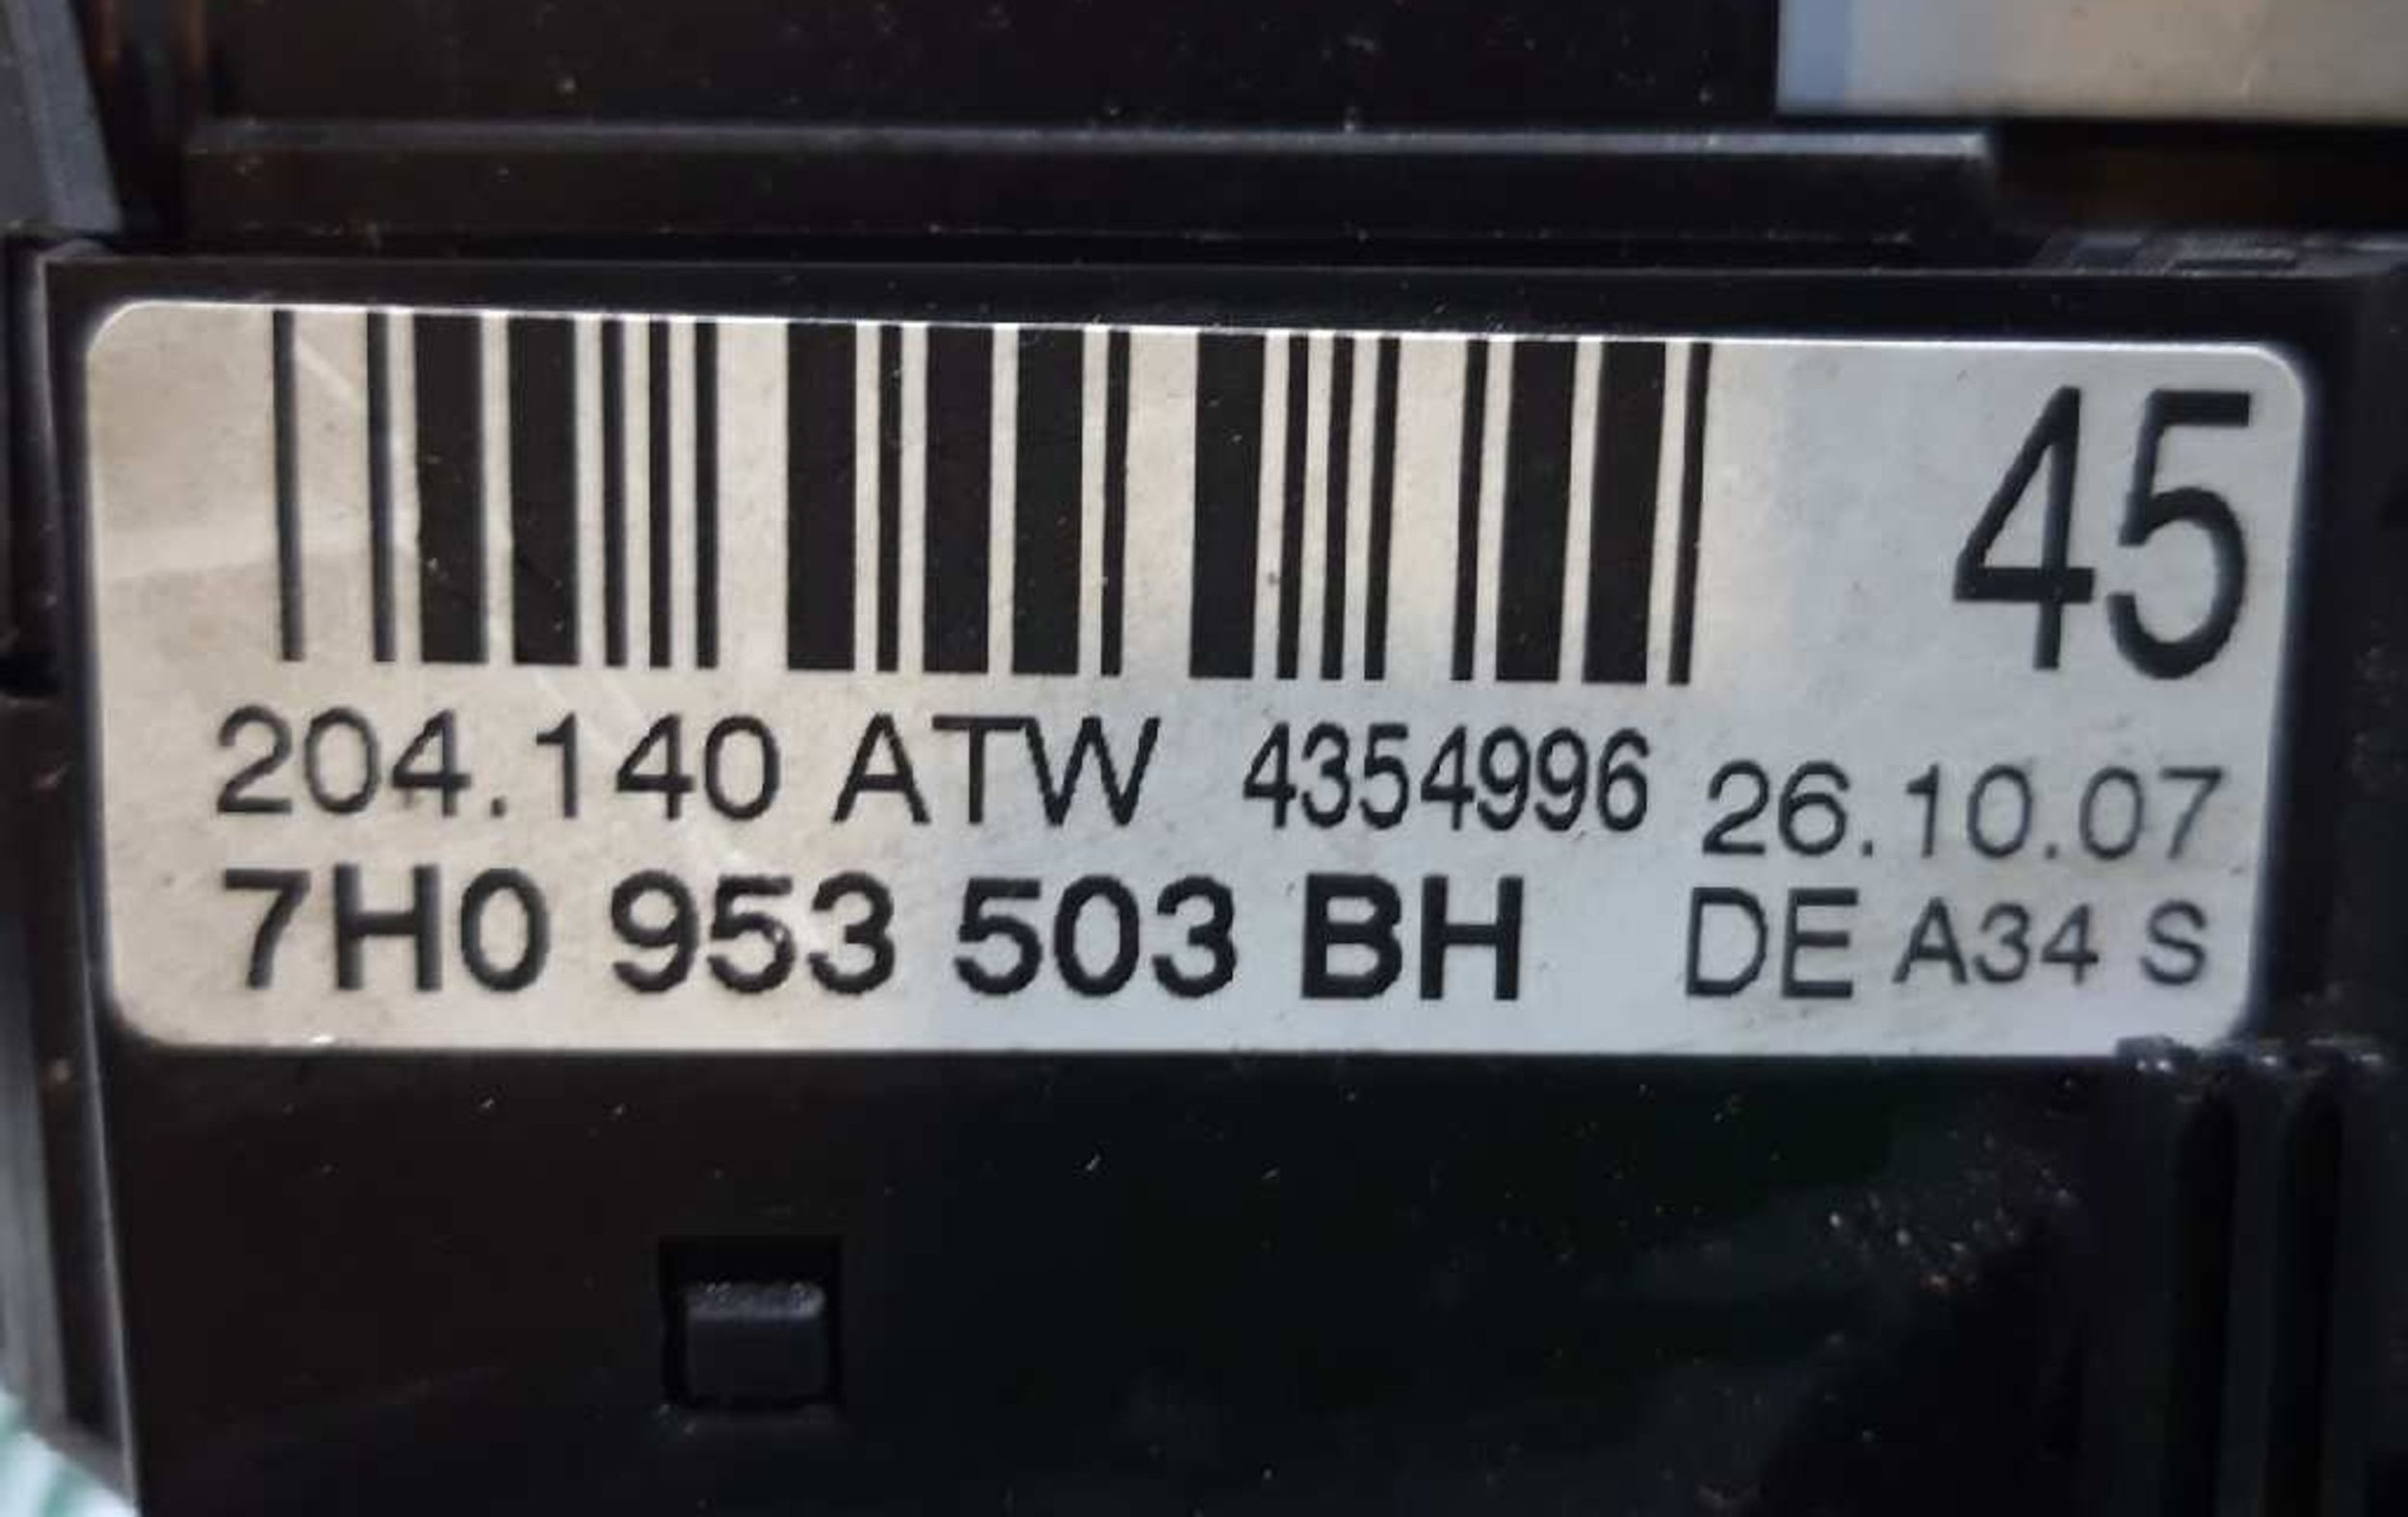 45
204.140 ATW 4354996 26.10.07
7H0 953 503 BH DE A34 S